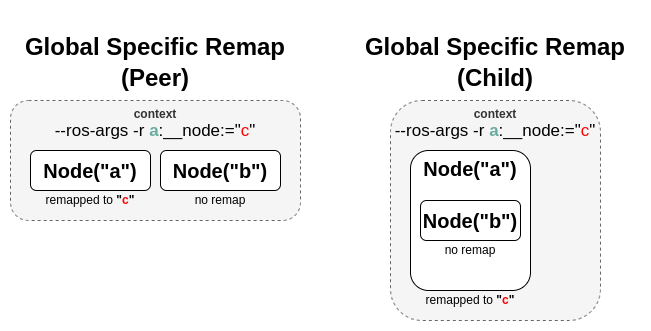 Global Specific Remap
(Peer)
context
--ros-args -r a:__node:="c"
Node("a")
Node("b")
remapped to "c"
no remap
Global Specific Remap
(Child)
context
--ros-args -r a:__node:="c"
Node("a")
Node("b")
no remap
remapped to "c"